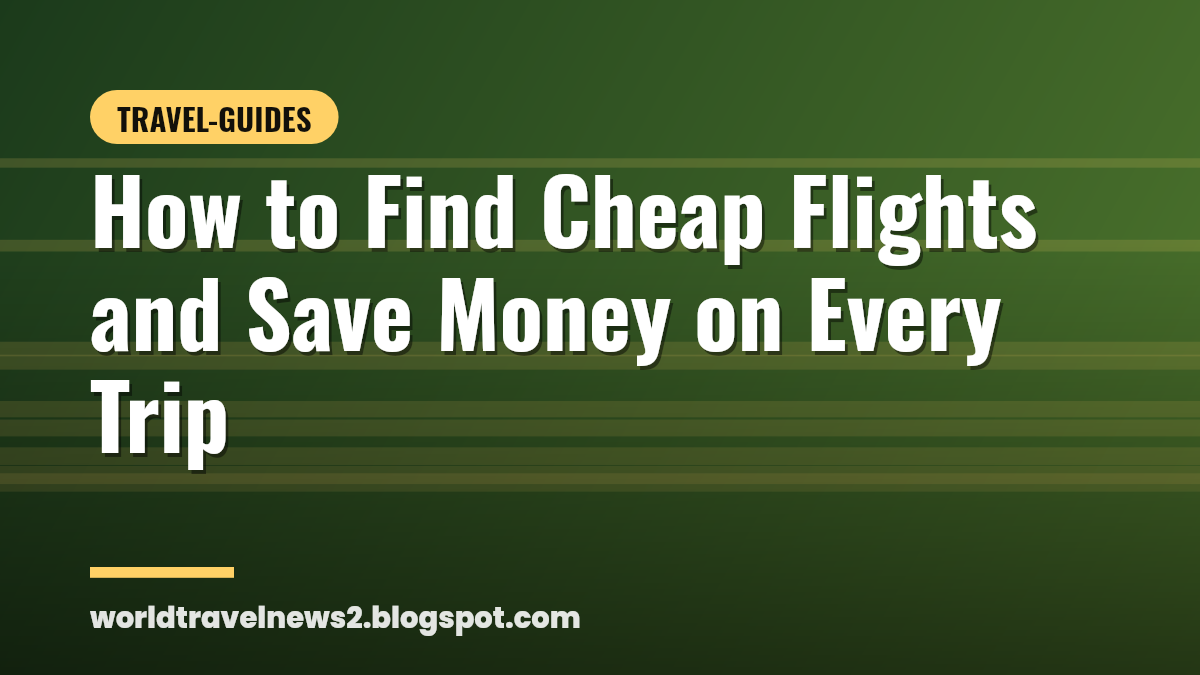 TRAVEL-GUIDES
How to Find Cheap Flights
and Save Money on Every
Trip
worldtravelnews2.blogspot.com